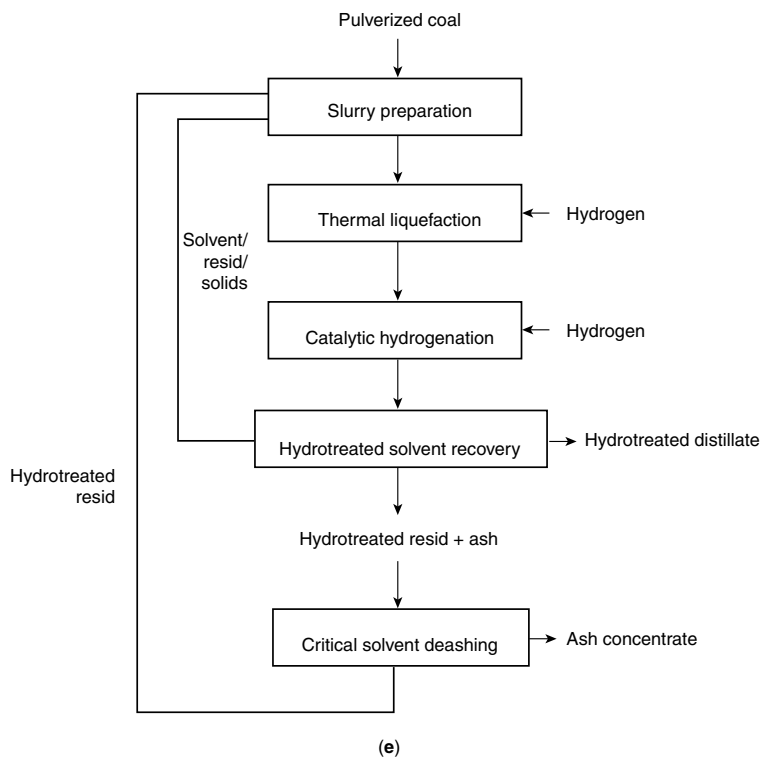 Pulverized coal
Slurry preparation
Thermal liquefaction
Hydrogen
Solvent/
resid/
solids
Catalytic hydrogenation
Hydrogen
Hydrotreated solvent recovery
Hydrotreated distillate
Hydrotreated
resid
Hydrotreated resid + ash
Critical solvent deashing
Ash concentrate
(e)